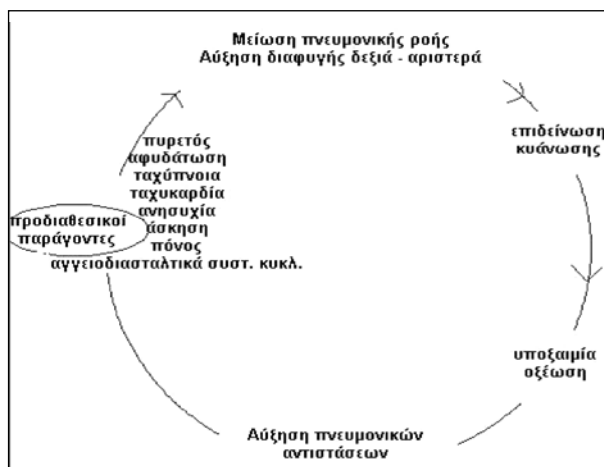 Μείωση πνευμονικής ροής
Αύξηση διαφυγής δεξιά - αριστερά
επιδείνωση
κυάνωσης
υποξαιμία
οξέωση
Αύξηση πνευμονικών
αντιστάσεων
προδιαθεσικοί
παράγοντες
πυρετός
αφυδάτωση
ταχύπνοια
ταχυκαρδία
ανησυχία
άσκηση
πόνος
αγγειοδιασταλτικά συστ. κυκλ.